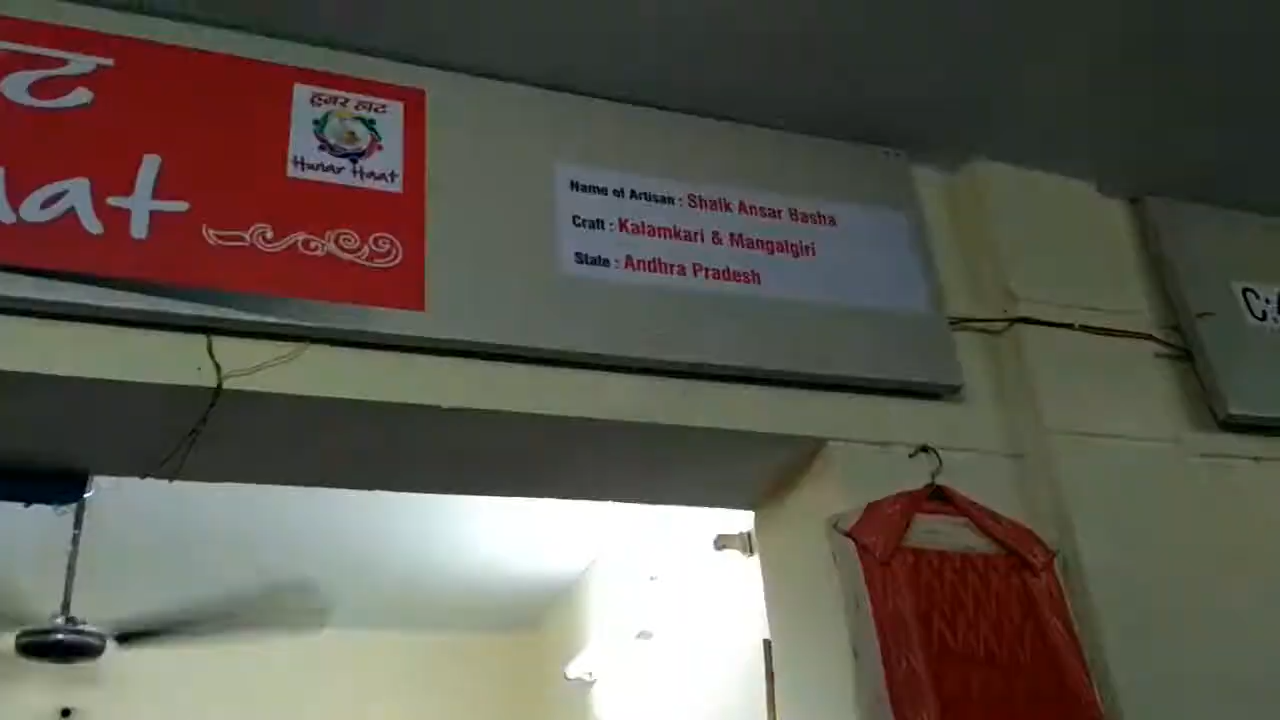 हुनर हाट
Hunar Haat
Name of Artisan : Shaik Ansar Basha
Craft : Kalamkari & Mangalgiri
State : Andhra Pradesh